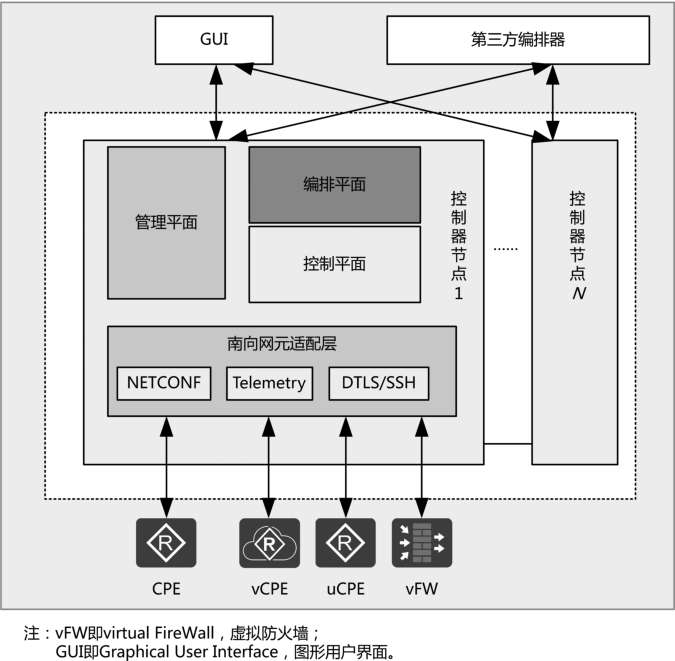 GUI
第三方编排器
管理平面
编排平面
控制平面
控制器节点1
......
控制器节点N
南向网元适配层
NETCONF
Telemetry
DTLS/SSH
R
R
R
CPE
vCPE
uCPE
vFW
注：vFW即virtual FireWall，虚拟防火墙；
GUI即Graphical User Interface，图形用户界面。